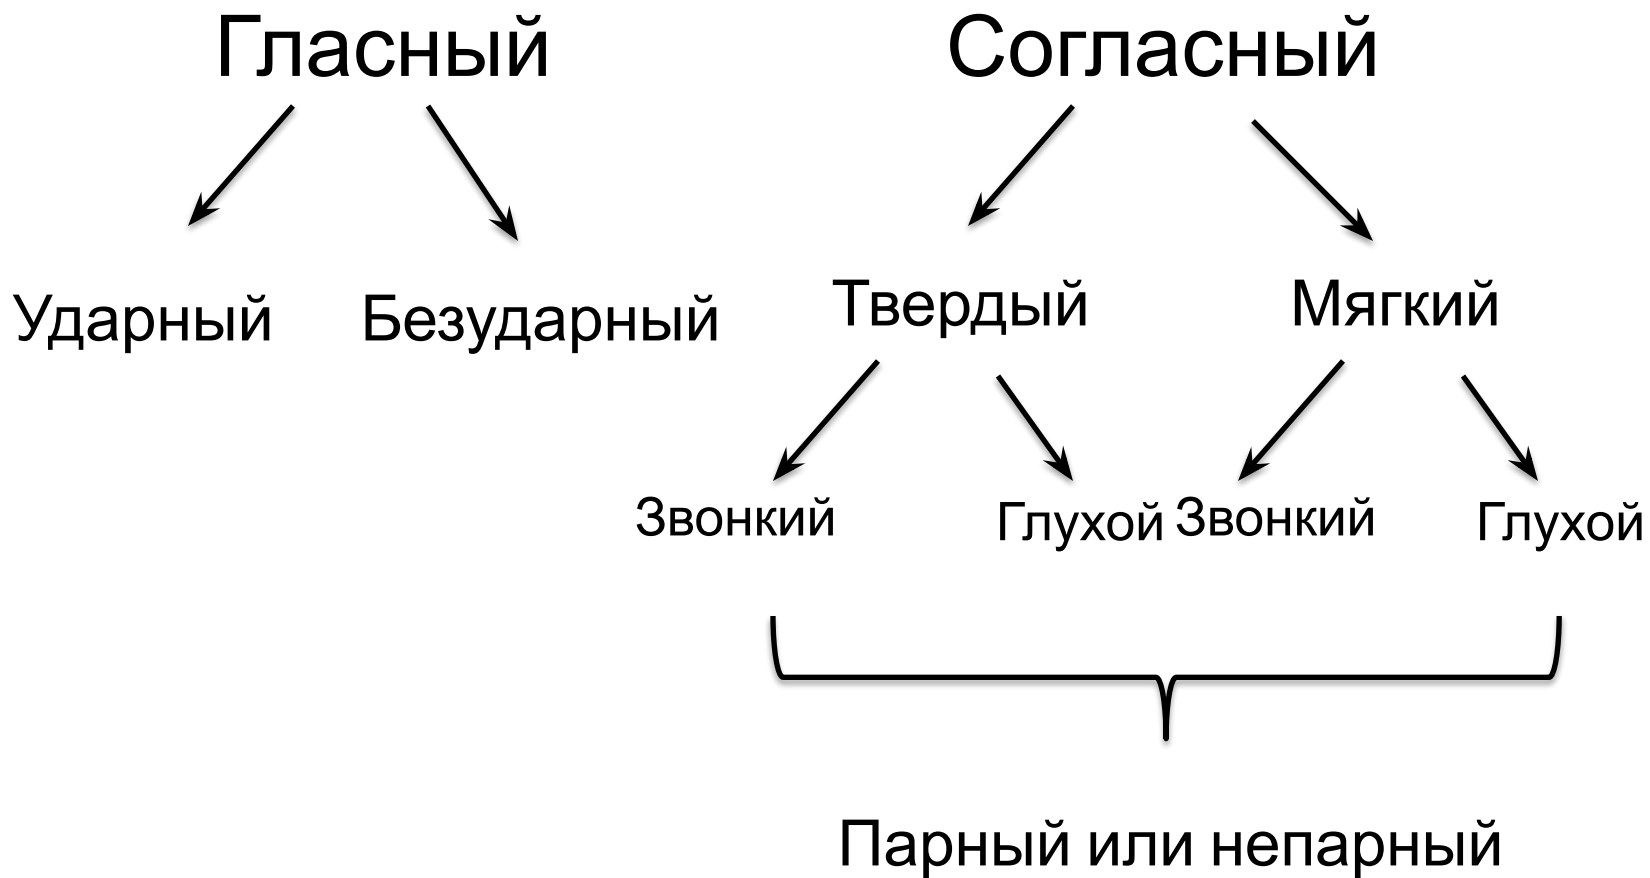 Гласный Согласный
Ударный Безударный Твердый Мягкий
Звонкий Глухой Звонкий Глухой
Парный или непарный